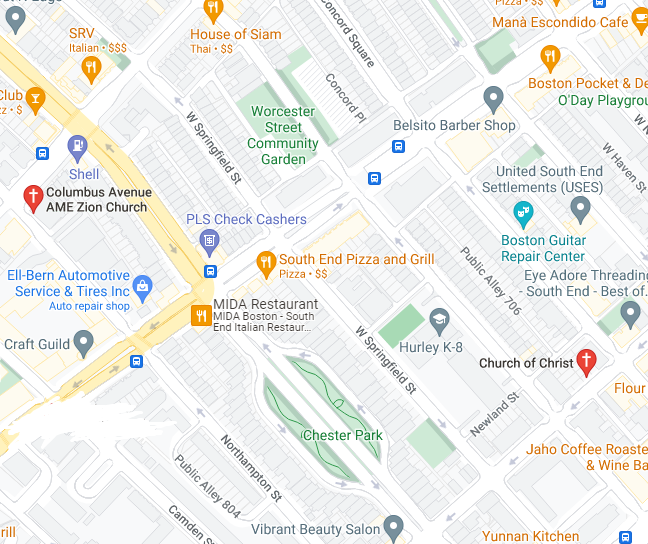 House of Siam
Thai • $$
SRV
Italian • $$$
Concord Square
Pizza • $$
Manà Escondido Cafe
Boston Pocket & De
O'Day Playgrou
Club
zz • $
Concord Pl
Worcester
Street
Community
Garden
Belsito Barber Shop
W Springfield St
W Haven St
Shell
United South End
Settlements (USES)
Columbus Avenue
AME Zion Church
PLS Check Cashers
Boston Guitar
Repair Center
South End Pizza and Grill
Pizza • $$
Public Alley 706
Ell-Bern Automotive
Service & Tires Inc
Auto repair shop
Eye Adore Threading
- South End - Best of...
MIDA Restaurant
MIDA Boston - South
End Italian Restaur...
Craft Guild
W Springfield St
Hurley K-8
Church of Christ
Flour
Newland St
Chester Park
Northampton St
Public Alley 804
Jaho Coffee Roaste
& Wine Ba
Camden St
Vibrant Beauty Salon
Yunnan Kitchen
rill